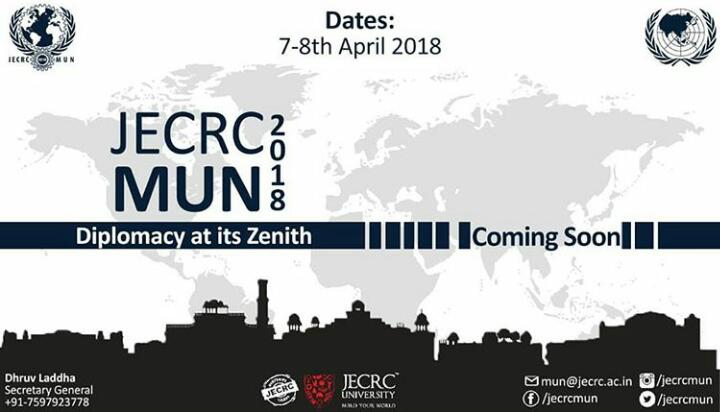 JECRC MUN
Dates:
7-8th April 2018
JECRC
MUN
2018
Diplomacy at its Zenith
Coming Soon
Dhruv Laddha
Secretary General
+91-7597923778
JECRC
JECRC™
UNIVERSITY
BUILD YOUR WORLD
mun@jecrc.ac.in
/jecrcmun
/jecrcmun
/jecrcmun